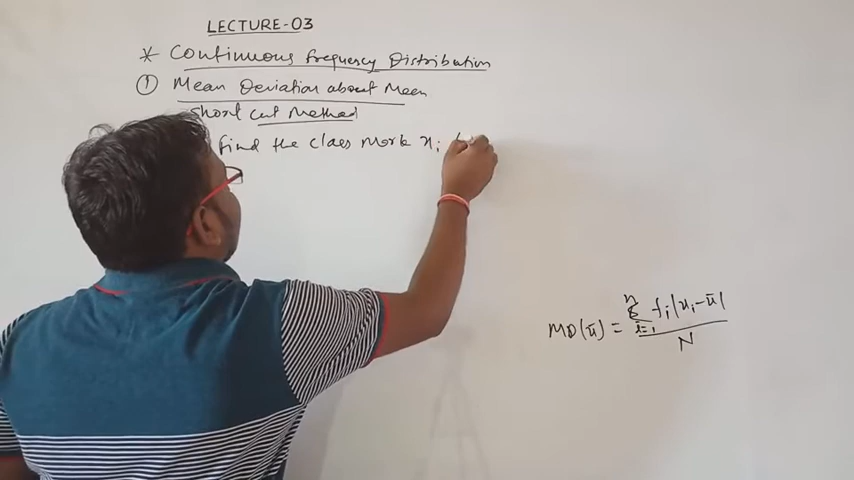 LECTURE-03
* Continuous frequency Distribution
① Mean Deviation about Mean
Short cut Method
find the class Mark xᵢ
MD(x̄) = n Σ i=1 fᵢ|xᵢ-x̄| / N